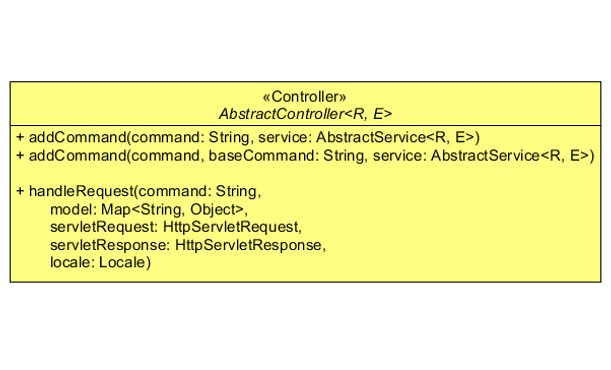 «Controller»
AbstractController<R, E>
+ addCommand(command: String, service: AbstractService<R, E>)
+ addCommand(command, baseCommand: String, service: AbstractService<R, E>)
+ handleRequest(command: String,
model: Map<String, Object>,
servletRequest: HttpServletRequest,
servletResponse: HttpServletResponse,
locale: Locale)